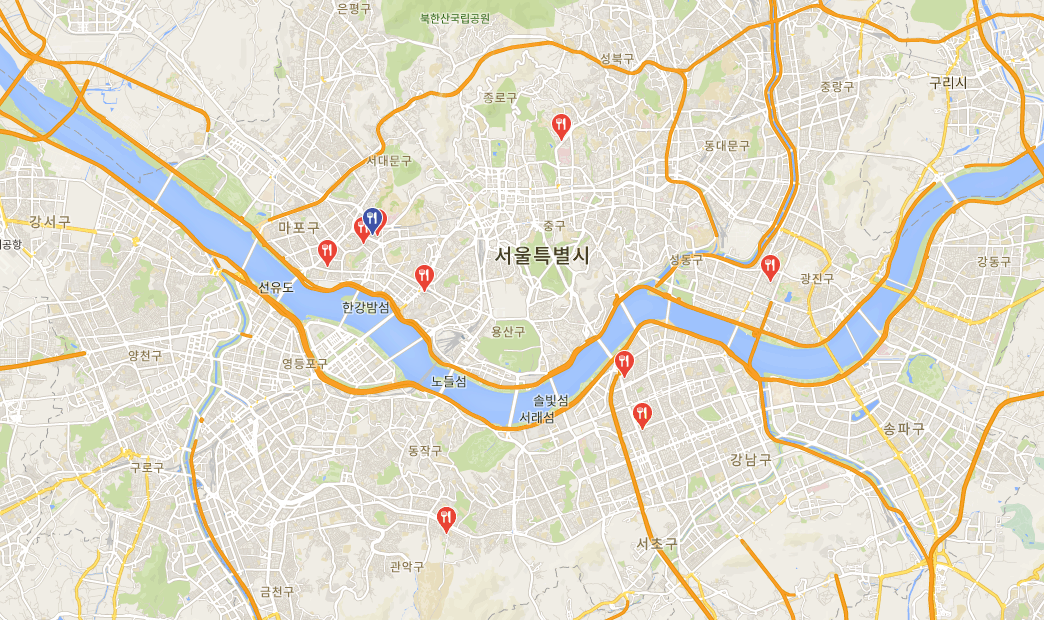 은평구
북한산국립공원
성북구
종로구
중랑구
구리시
서대문구
동대문구
강서구
마포구
중구
공항
서울특별시
성동구
강동구
광진구
선유도
한강밤섬
용산구
양천구
영등포구
노들섬
솔빛섬
서래섬
송파구
동작구
강남구
구로구
서초구
관악구
금천구